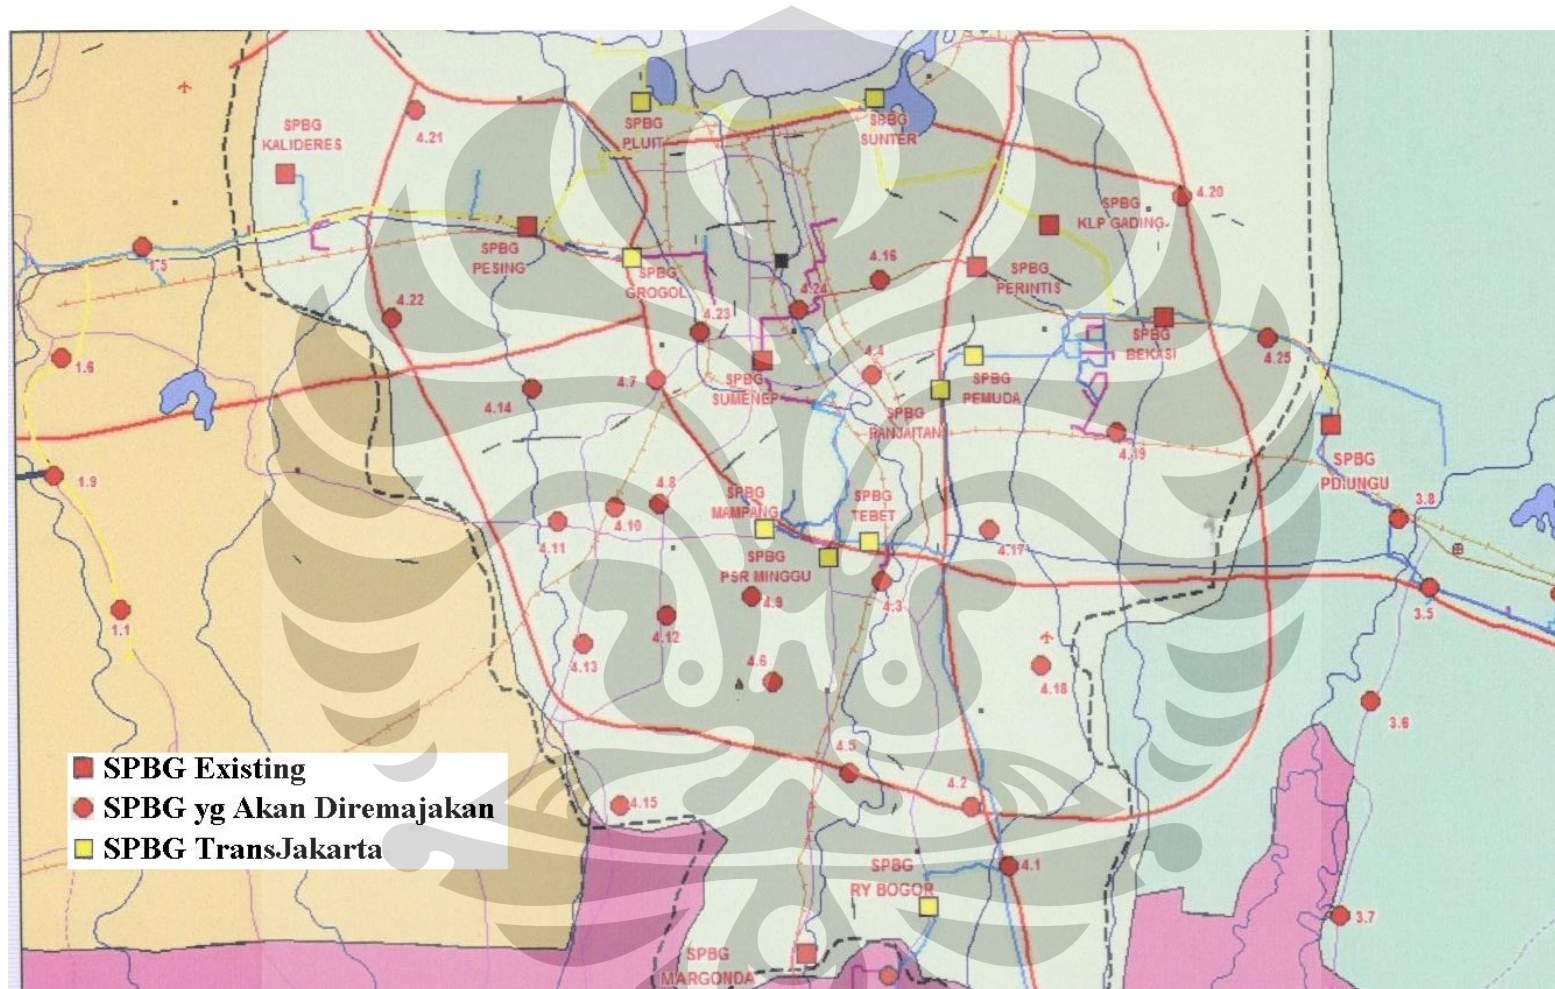 SPBG
KALIDERES
4.21
SPBG
PLUIT
SPBG
SUNTER
4.20
SPBG
KLP GADING
1.5
SPBG
PESING
SPBG
GROGOL
4.16
SPBG
PERINTIS
4.22
4.23
4.24
4.4
SPBG
BEKASI
4.25
1.6
4.7
SPBG
SUMENEP
4.14
SPBG
PEMUDA
SPBG
PANJAITAN
4.19
SPBG
PD.UNGU
1.9
4.8
4.10
4.11
SPBG
MAMPANG
SPBG
TEBET
4.17
3.8
SPBG
PSR MINGGU
4.3
4.9
3.5
1.1
4.12
4.13
4.6
4.18
3.6
4.5
4.2
4.15
SPBG Existing
SPBG yg Akan Diremajakan
SPBG TransJakarta
SPBG
RY BOGOR
4.1
3.7
SPBG
MARGONDA